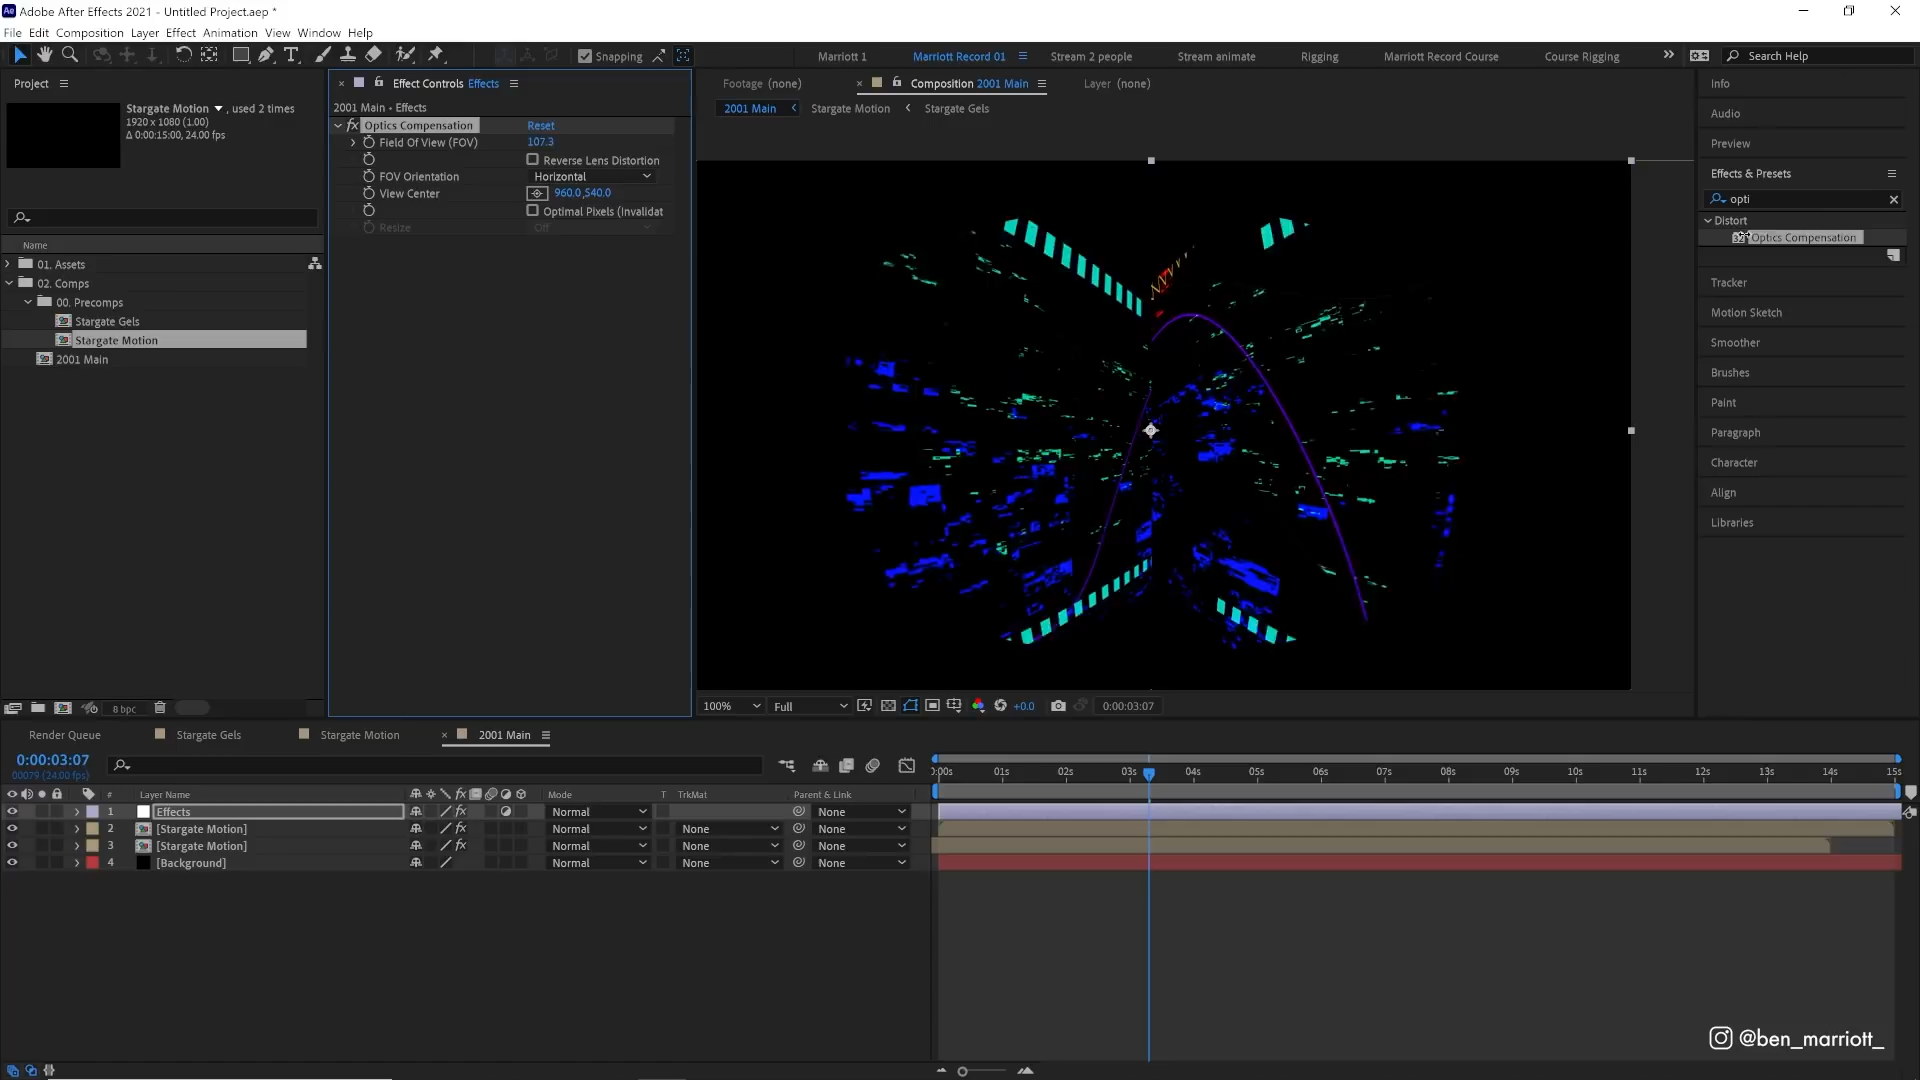 Adobe After Effects 2021 - Untitled Project.aep *
File Edit Composition Layer Effect Animation View Window Help
Snapping
Marriott 1 Marriott Record 01 Stream 2 people Stream animate Rigging Marriott Record Course Course Rigging Search Help
Project
Stargate Motion , used 2 times
1920 x 1080 (1.00)
Δ 0:00:15:00, 24.00 fps
Name
01. Assets
02. Comps
00. Precomps
Stargate Gels
Stargate Motion
2001 Main
8 bpc
Effect Controls Effects
2001 Main • Effects
fx Optics Compensation Reset
Field Of View (FOV) 107.3
Reverse Lens Distortion
FOV Orientation Horizontal
View Center 960.0,540.0
Optimal Pixels (Invalidat
Resize Off
Footage (none) Composition 2001 Main Layer (none)
2001 Main Stargate Motion Stargate Gels
100% Full +0.0 0:00:03:07
Info
Audio
Preview
Effects & Presets
opti
Distort
Optics Compensation
Tracker
Motion Sketch
Smoother
Brushes
Paint
Paragraph
Character
Align
Libraries
Render Queue Stargate Gels Stargate Motion 2001 Main
0:00:03:07
00079 (24.00 fps)
0:00s 01s 02s 03s 04s 05s 06s 07s 08s 09s 10s 11s 12s 13s 14s 15s
# Layer Name fx Mode T TrkMat Parent & Link
1 Effects fx Normal None
2 [Stargate Motion] fx Normal None None
3 [Stargate Motion] fx Normal None None
4 [Background] Normal None None
@ben_marriott_